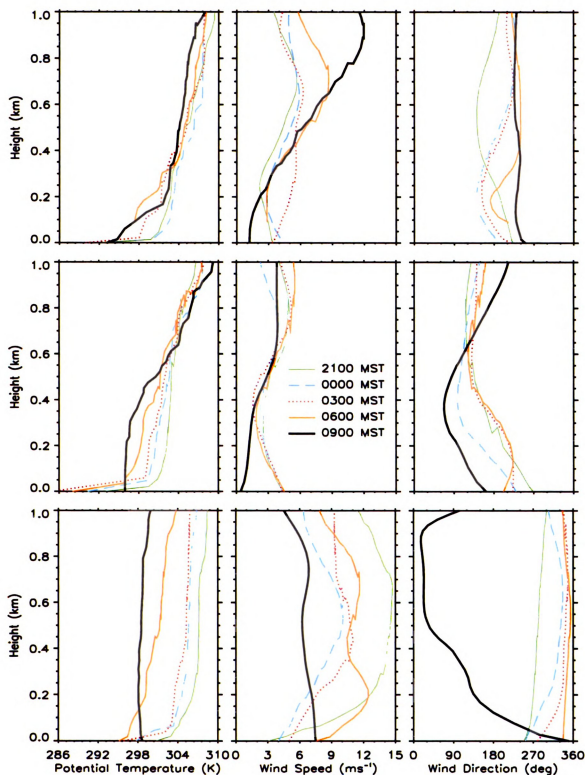 1.0
0.8
0.6
0.4
0.2
0.0
Height (km)
1.0
0.8
0.6
0.4
0.2
0.0
Height (km)
2100 MST
0000 MST
0300 MST
0600 MST
0900 MST
1.0
0.8
0.6
0.4
0.2
0.0
Height (km)
286 292 298 304 310
Potential Temperature (K)
0 3 6 9 12 15
Wind Speed (ms⁻¹)
0 90 180 270 360
Wind Direction (deg)